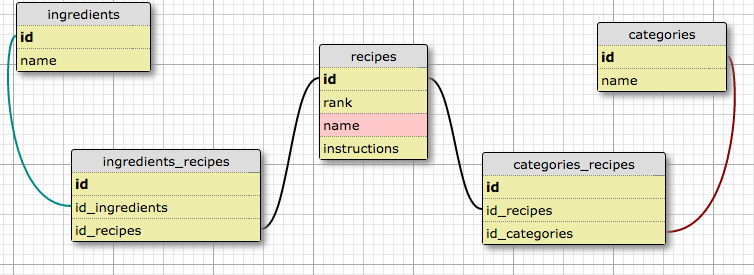 ingredients
id
name
recipes
id
rank
name
instructions
categories
id
name
ingredients_recipes
id
id_ingredients
id_recipes
categories_recipes
id
id_recipes
id_categories